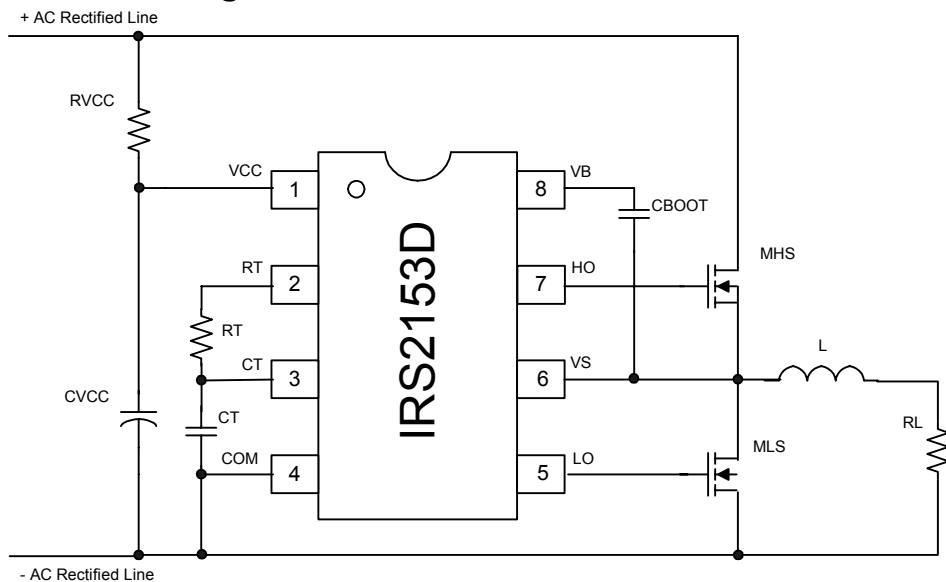 + AC Rectified Line
RVCC
VCC
1
8
VB
CBOOT
MHS
RT
2
7
HO
RT
IRS2153D
L
CT
3
6
VS
CVCC
CT
RL
MLS
COM
4
5
LO
- AC Rectified Line